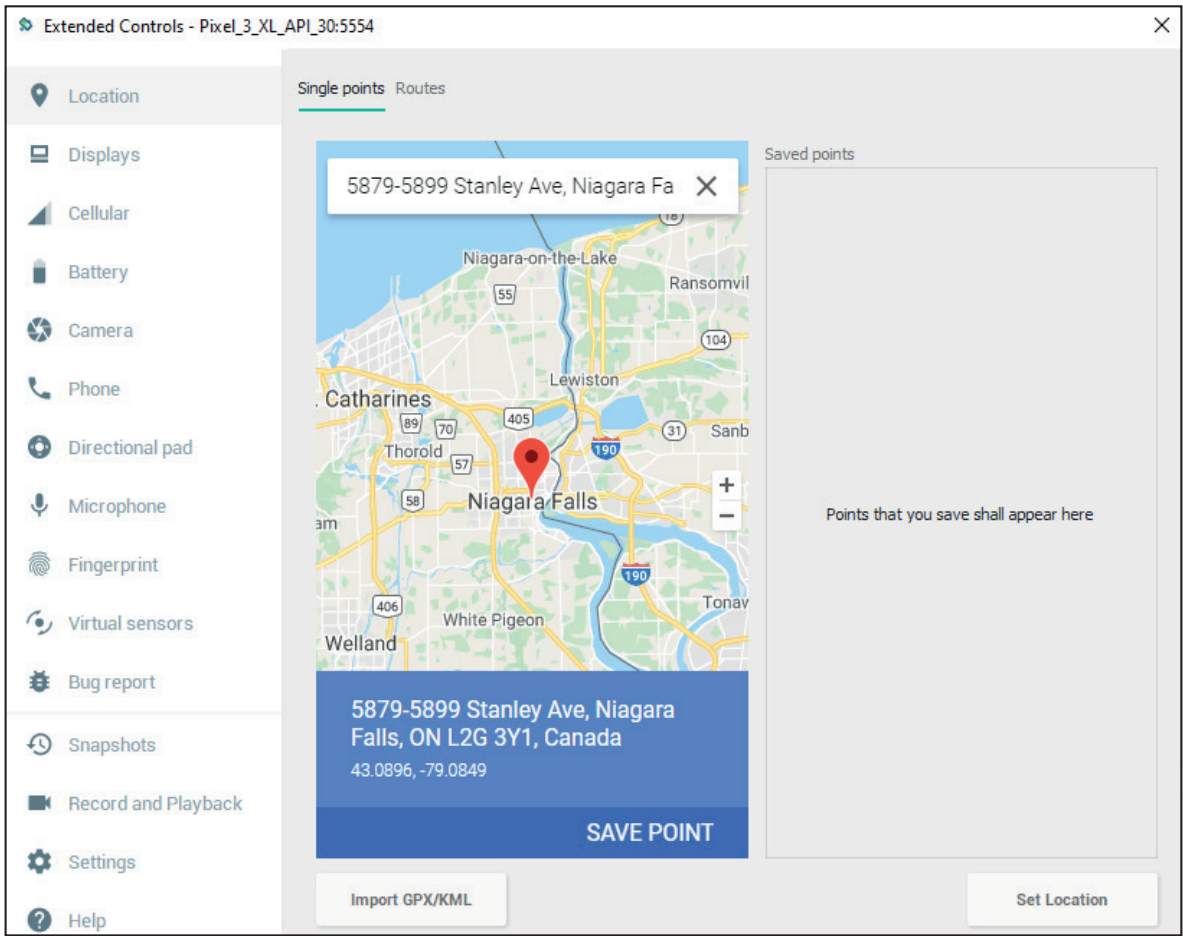 Extended Controls - Pixel_3_XL_API_30:5554
Location
Displays
Cellular
Battery
Camera
Phone
Directional pad
Microphone
Fingerprint
Virtual sensors
Bug report
Snapshots
Record and Playback
Settings
Help
Single points Routes
5879-5899 Stanley Ave, Niagara Fa
18
Niagara-on-the-Lake
55
Ransomvil
104
Lewiston
. Catharines
405
89
70
31
Sanb
Thorold
57
190
58
Niagara Falls
am
+
−
190
406
Tonaw
White Pigeon
Welland
5879-5899 Stanley Ave, Niagara
Falls, ON L2G 3Y1, Canada
43.0896, -79.0849
SAVE POINT
Import GPX/KML
Saved points
Points that you save shall appear here
Set Location